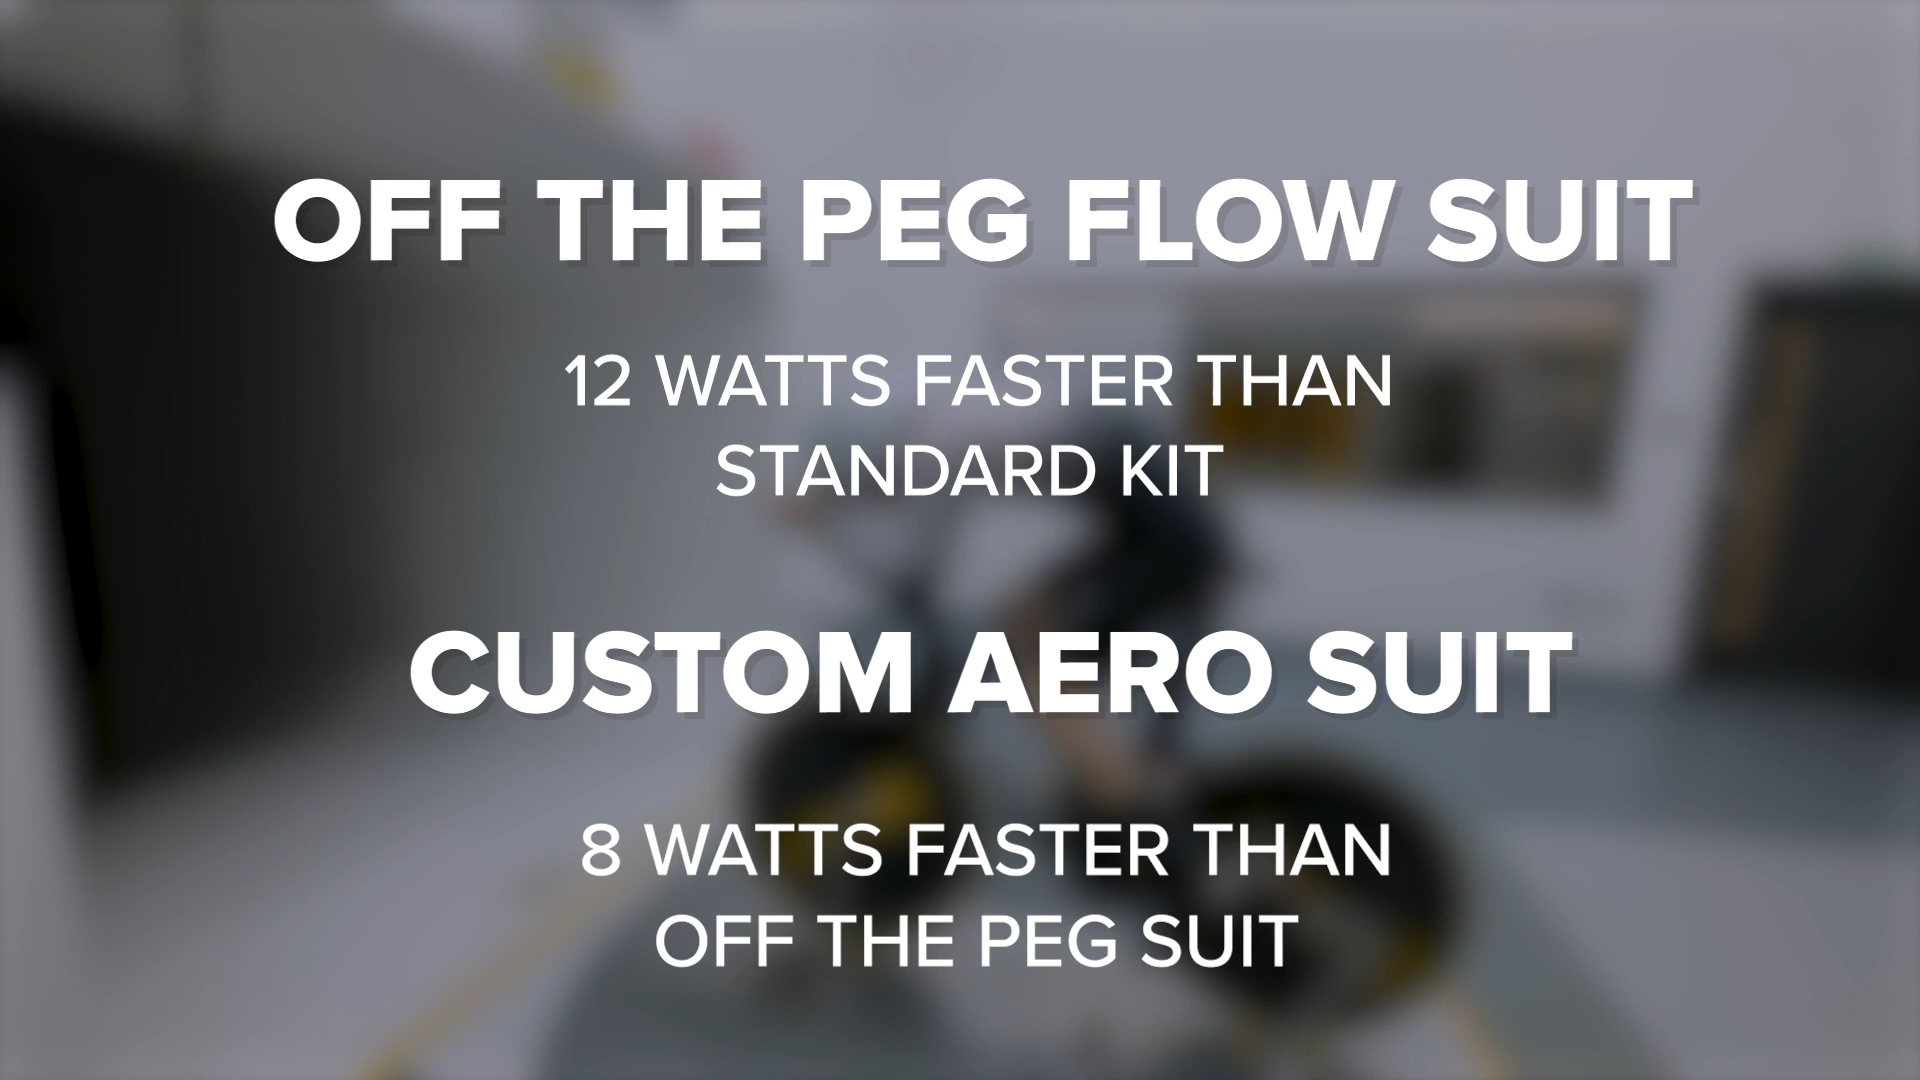 OFF THE PEG FLOW SUIT
12 WATTS FASTER THAN
STANDARD KIT
CUSTOM AERO SUIT
8 WATTS FASTER THAN
OFF THE PEG SUIT